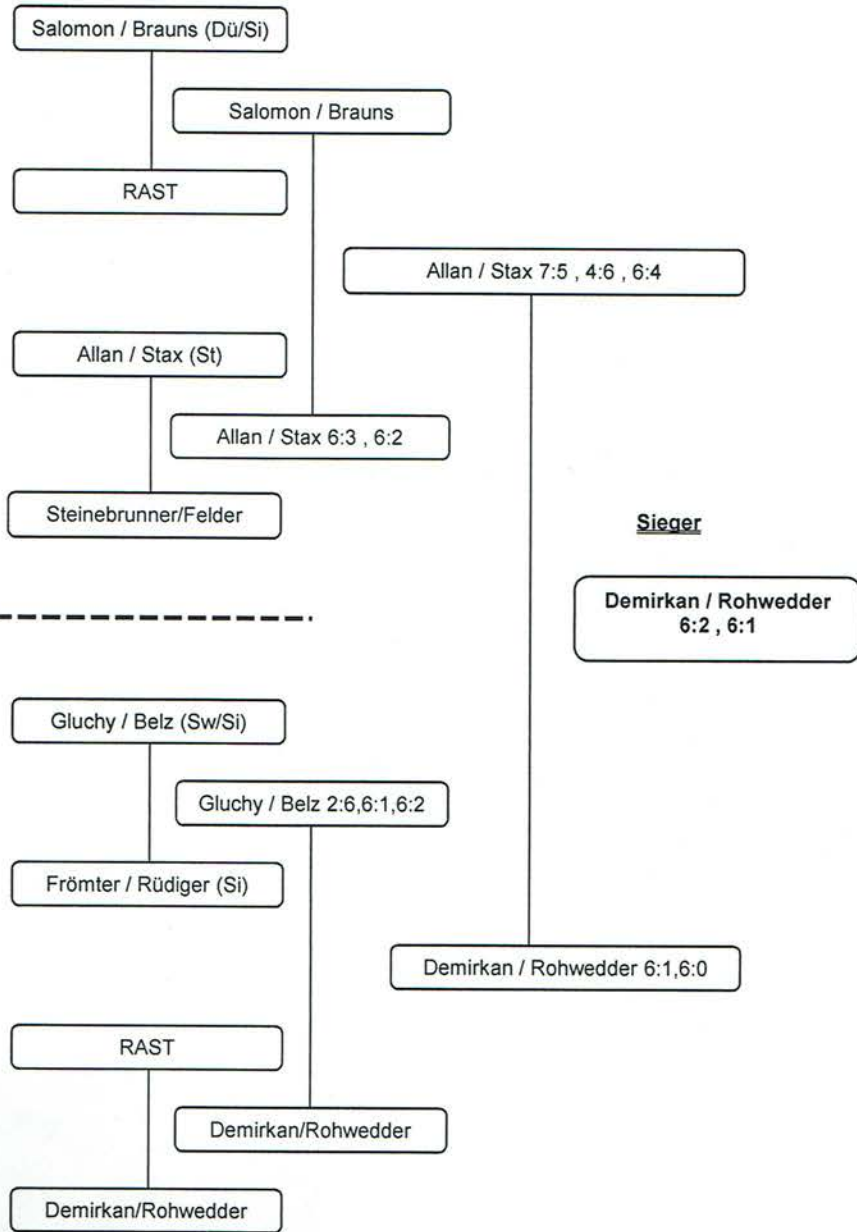 Salomon / Brauns (Dü/Si)
Salomon / Brauns
RAST
Allan / Stax 7:5 , 4:6 , 6:4
Allan / Stax (St)
Allan / Stax 6:3 , 6:2
Steinebrunner/Felder
Sieger
Demirkan / Rohwedder
6:2 , 6:1
Gluchy / Belz (Sw/Si)
Gluchy / Belz 2:6,6:1,6:2
Frömter / Rüdiger (Si)
Demirkan / Rohwedder 6:1,6:0
RAST
Demirkan/Rohwedder
Demirkan/Rohwedder